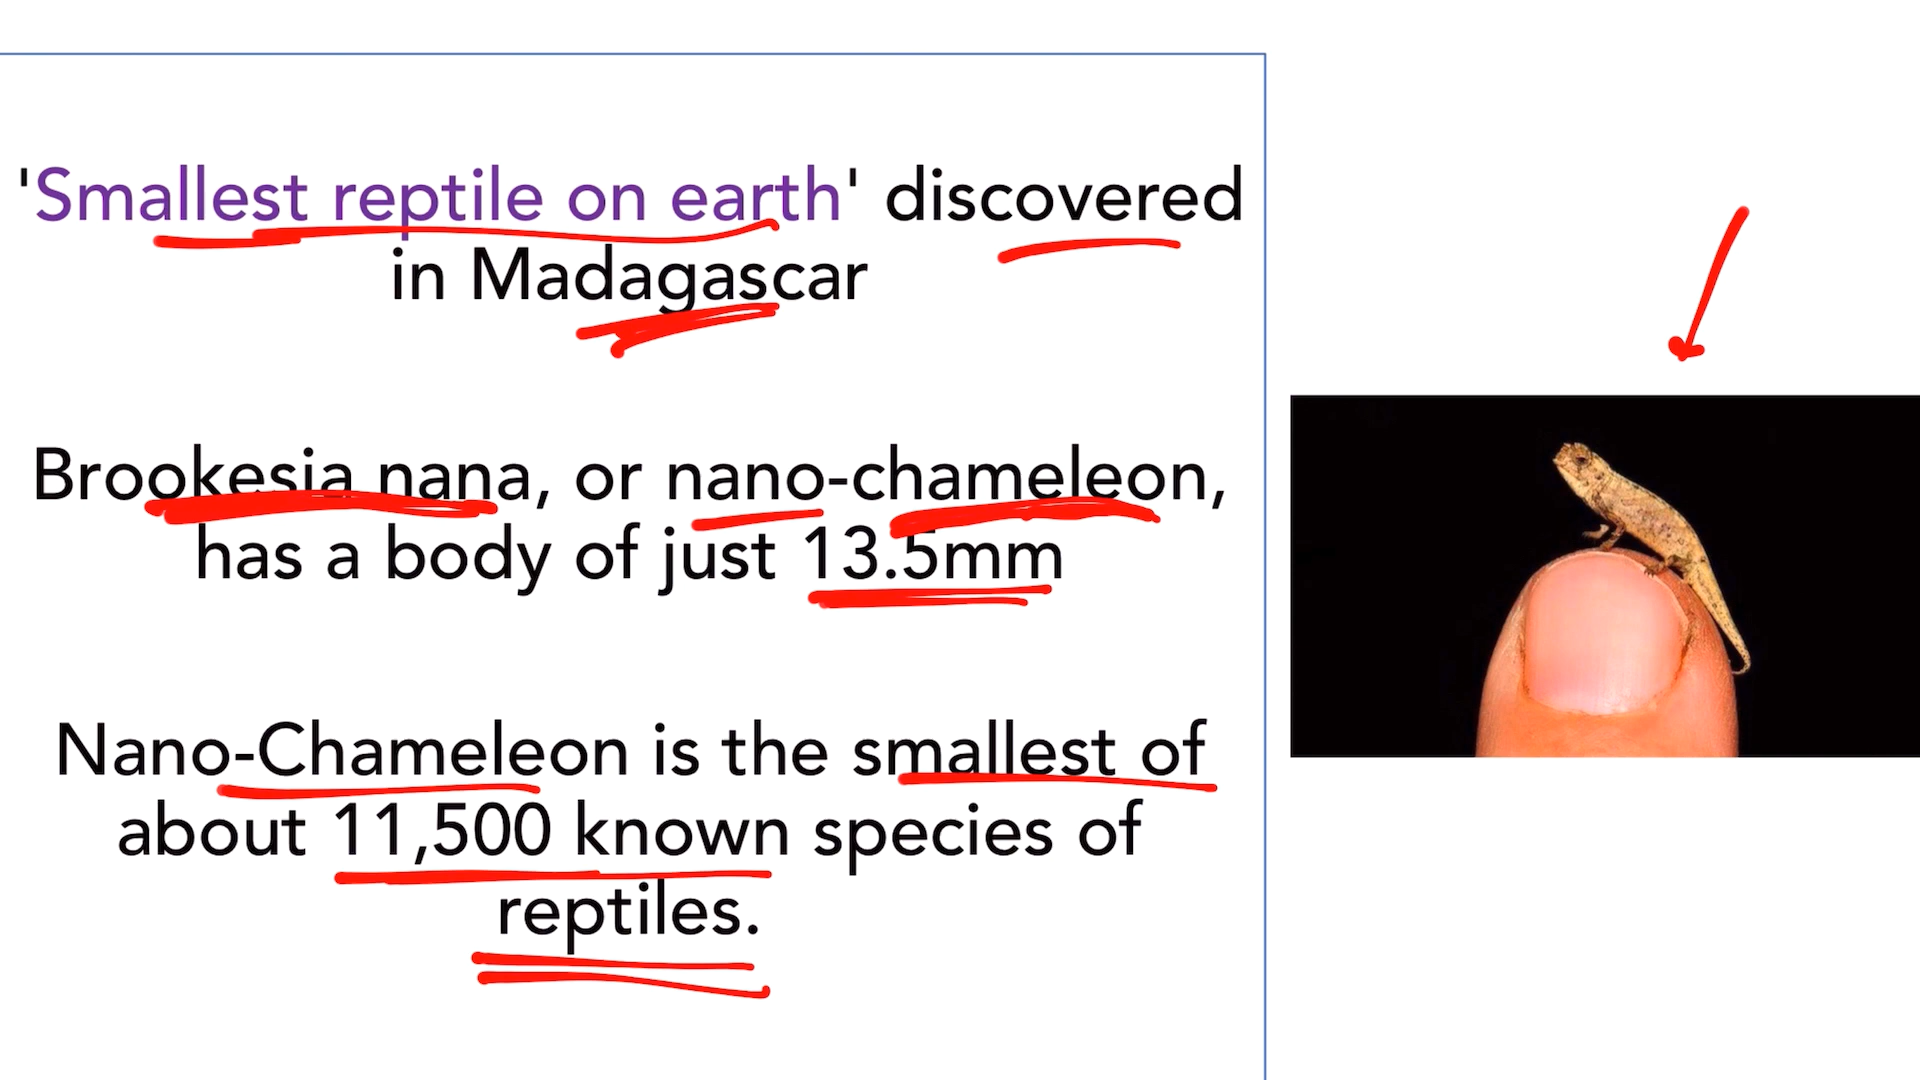 'Smallest reptile on earth' discovered
in Madagascar
Brookesia nana, or nano-chameleon,
has a body of just 13.5mm
Nano-Chameleon is the smallest of
about 11,500 known species of
reptiles.